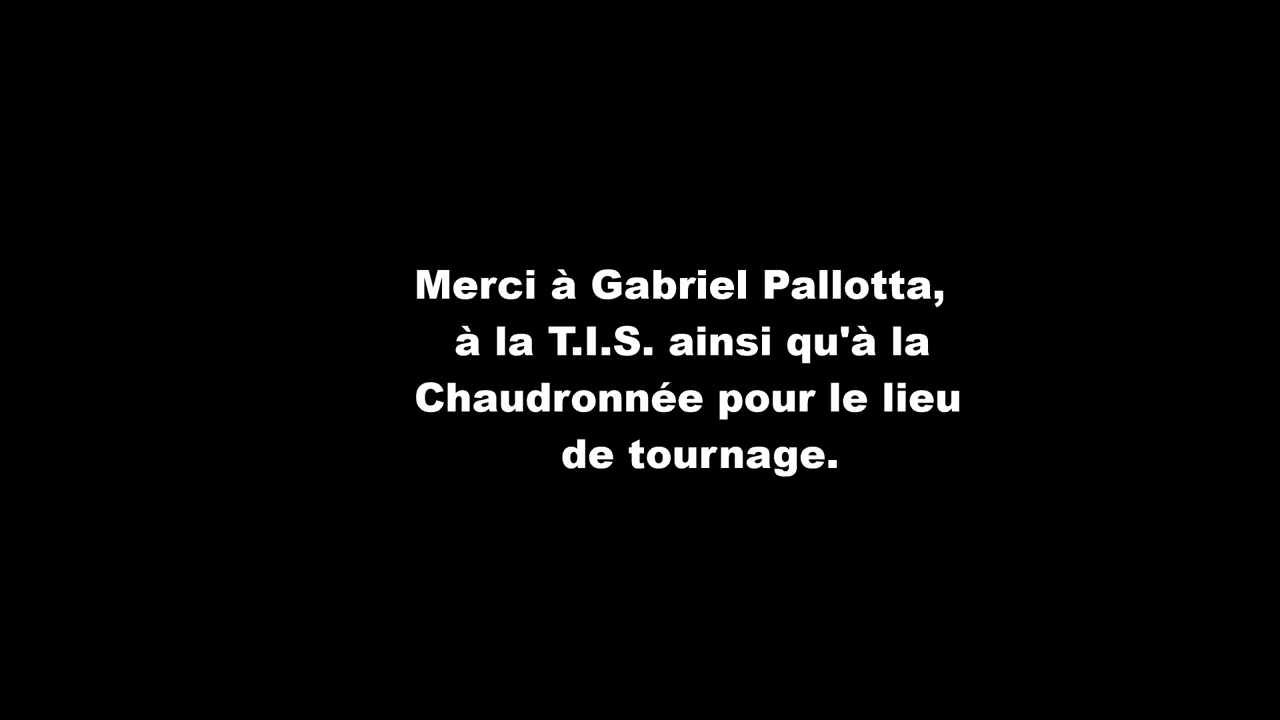 Merci à Gabriel Pallotta,
à la T.I.S. ainsi qu'à la
Chaudronnée pour le lieu
de tournage.